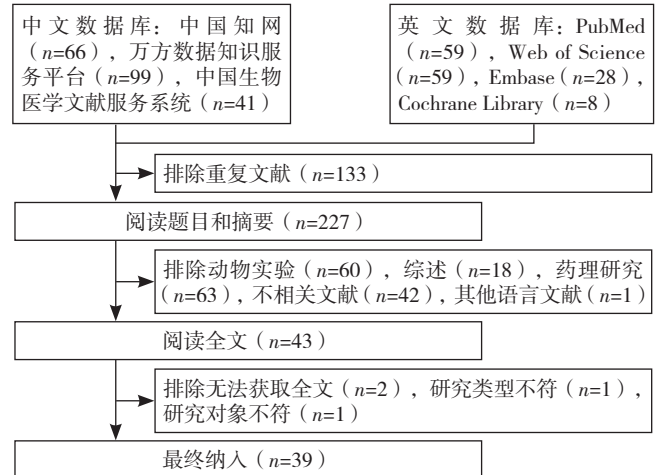 中文数据库：中国知网
（n=66），万方数据知识服
务平台（n=99），中国生物
医学文献服务系统（n=41）
英文数据库：PubMed
（n=59），Web of Science
（n=59），Embase（n=28），
Cochrane Library（n=8）
排除重复文献（n=133）
阅读题目和摘要（n=227）
排除动物实验（n=60），综述（n=18），药理研究
（n=63），不相关文献（n=42），其他语言文献（n=1）
阅读全文（n=43）
排除无法获取全文（n=2），研究类型不符（n=1），
研究对象不符（n=1）
最终纳入（n=39）